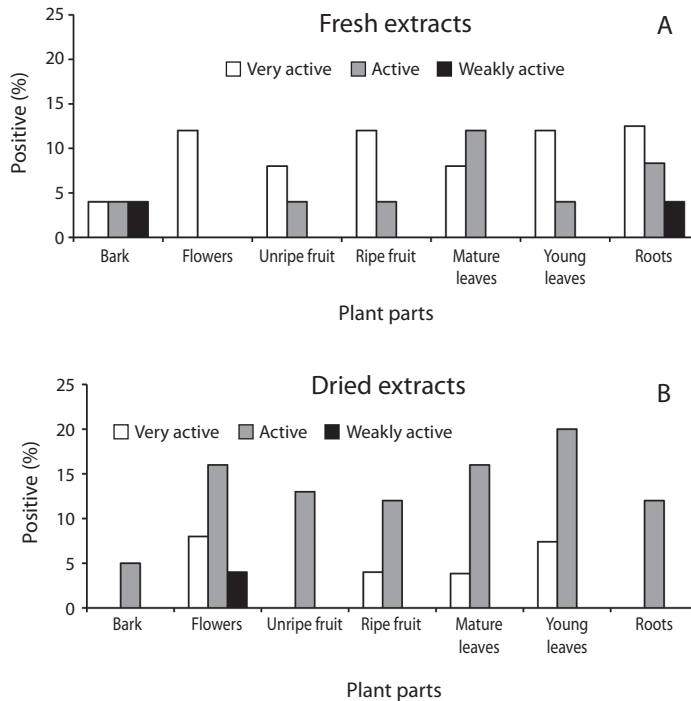 Fresh extracts A
25
20
15
10
5
0
Positive (%)
Very active Active Weakly active
Bark Flowers Unripe fruit Ripe fruit Mature leaves Young leaves Roots
Plant parts
Dried extracts B
25
20
15
10
5
0
Positive (%)
Very active Active Weakly active
Bark Flowers Unripe fruit Ripe fruit Mature leaves Young leaves Roots
Plant parts